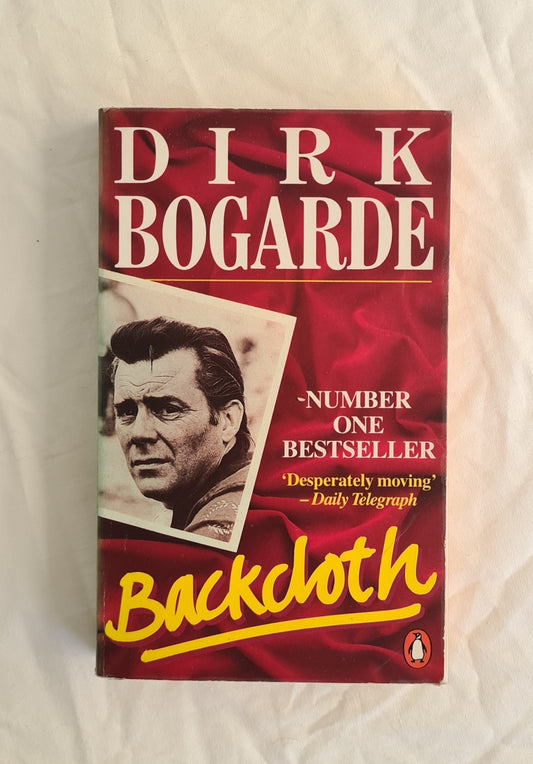 DIRK
BOGARDE
NUMBER
ONE
BESTSELLER
‘Desperately moving’
– Daily Telegraph
Backcloth